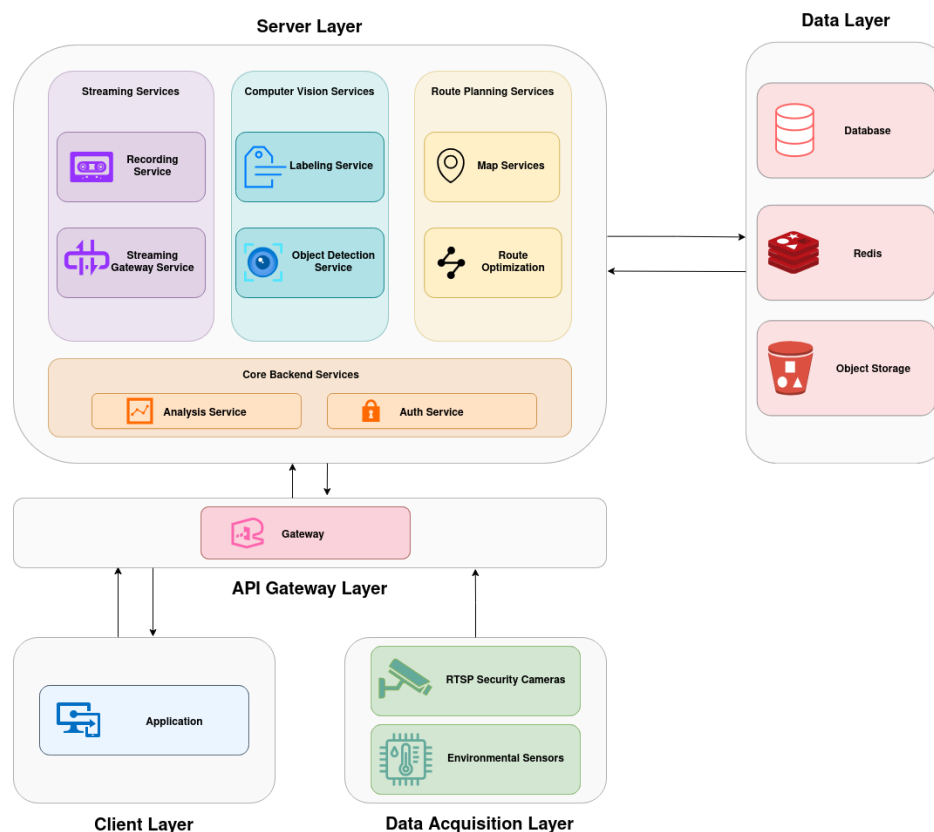 Server Layer
Data Layer
Streaming Services
Computer Vision Services
Route Planning Services
Recording
Service
Labeling Service
Map Services
Streaming
Gateway Service
Object Detection
Service
Route
Optimization
Core Backend Services
Analysis Service
Auth Service
Database
Redis
Object Storage
Gateway
API Gateway Layer
Application
RTSP Security Cameras
Environmental Sensors
Client Layer
Data Acquisition Layer